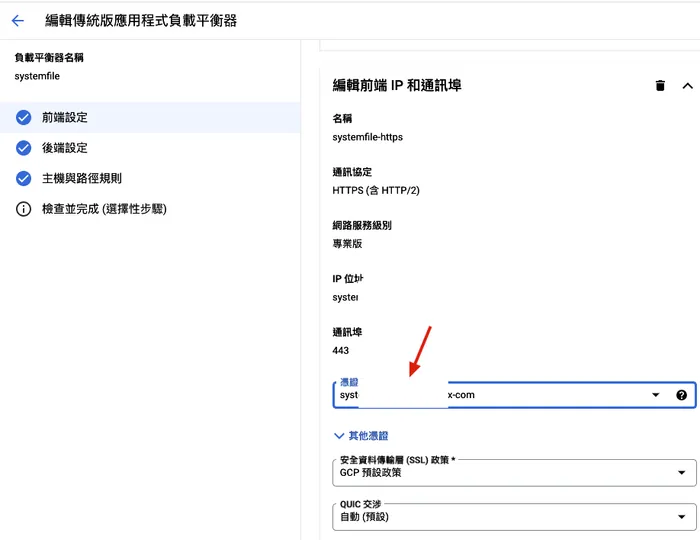 編輯傳統版應用程式負載平衡器
負載平衡器名稱
systemfile
前端設定
後端設定
主機與路徑規則
檢查並完成 (選擇性步驟)
編輯前端 IP 和通訊埠
名稱
systemfile-https
通訊協定
HTTPS (含 HTTP/2)
網路服務級別
專業版
IP 位址
通訊埠
443
憑證
x-com
其他憑證
安全資料傳輸層 (SSL) 政策 *
GCP 預設政策
QUIC 交涉
自動 (預設)